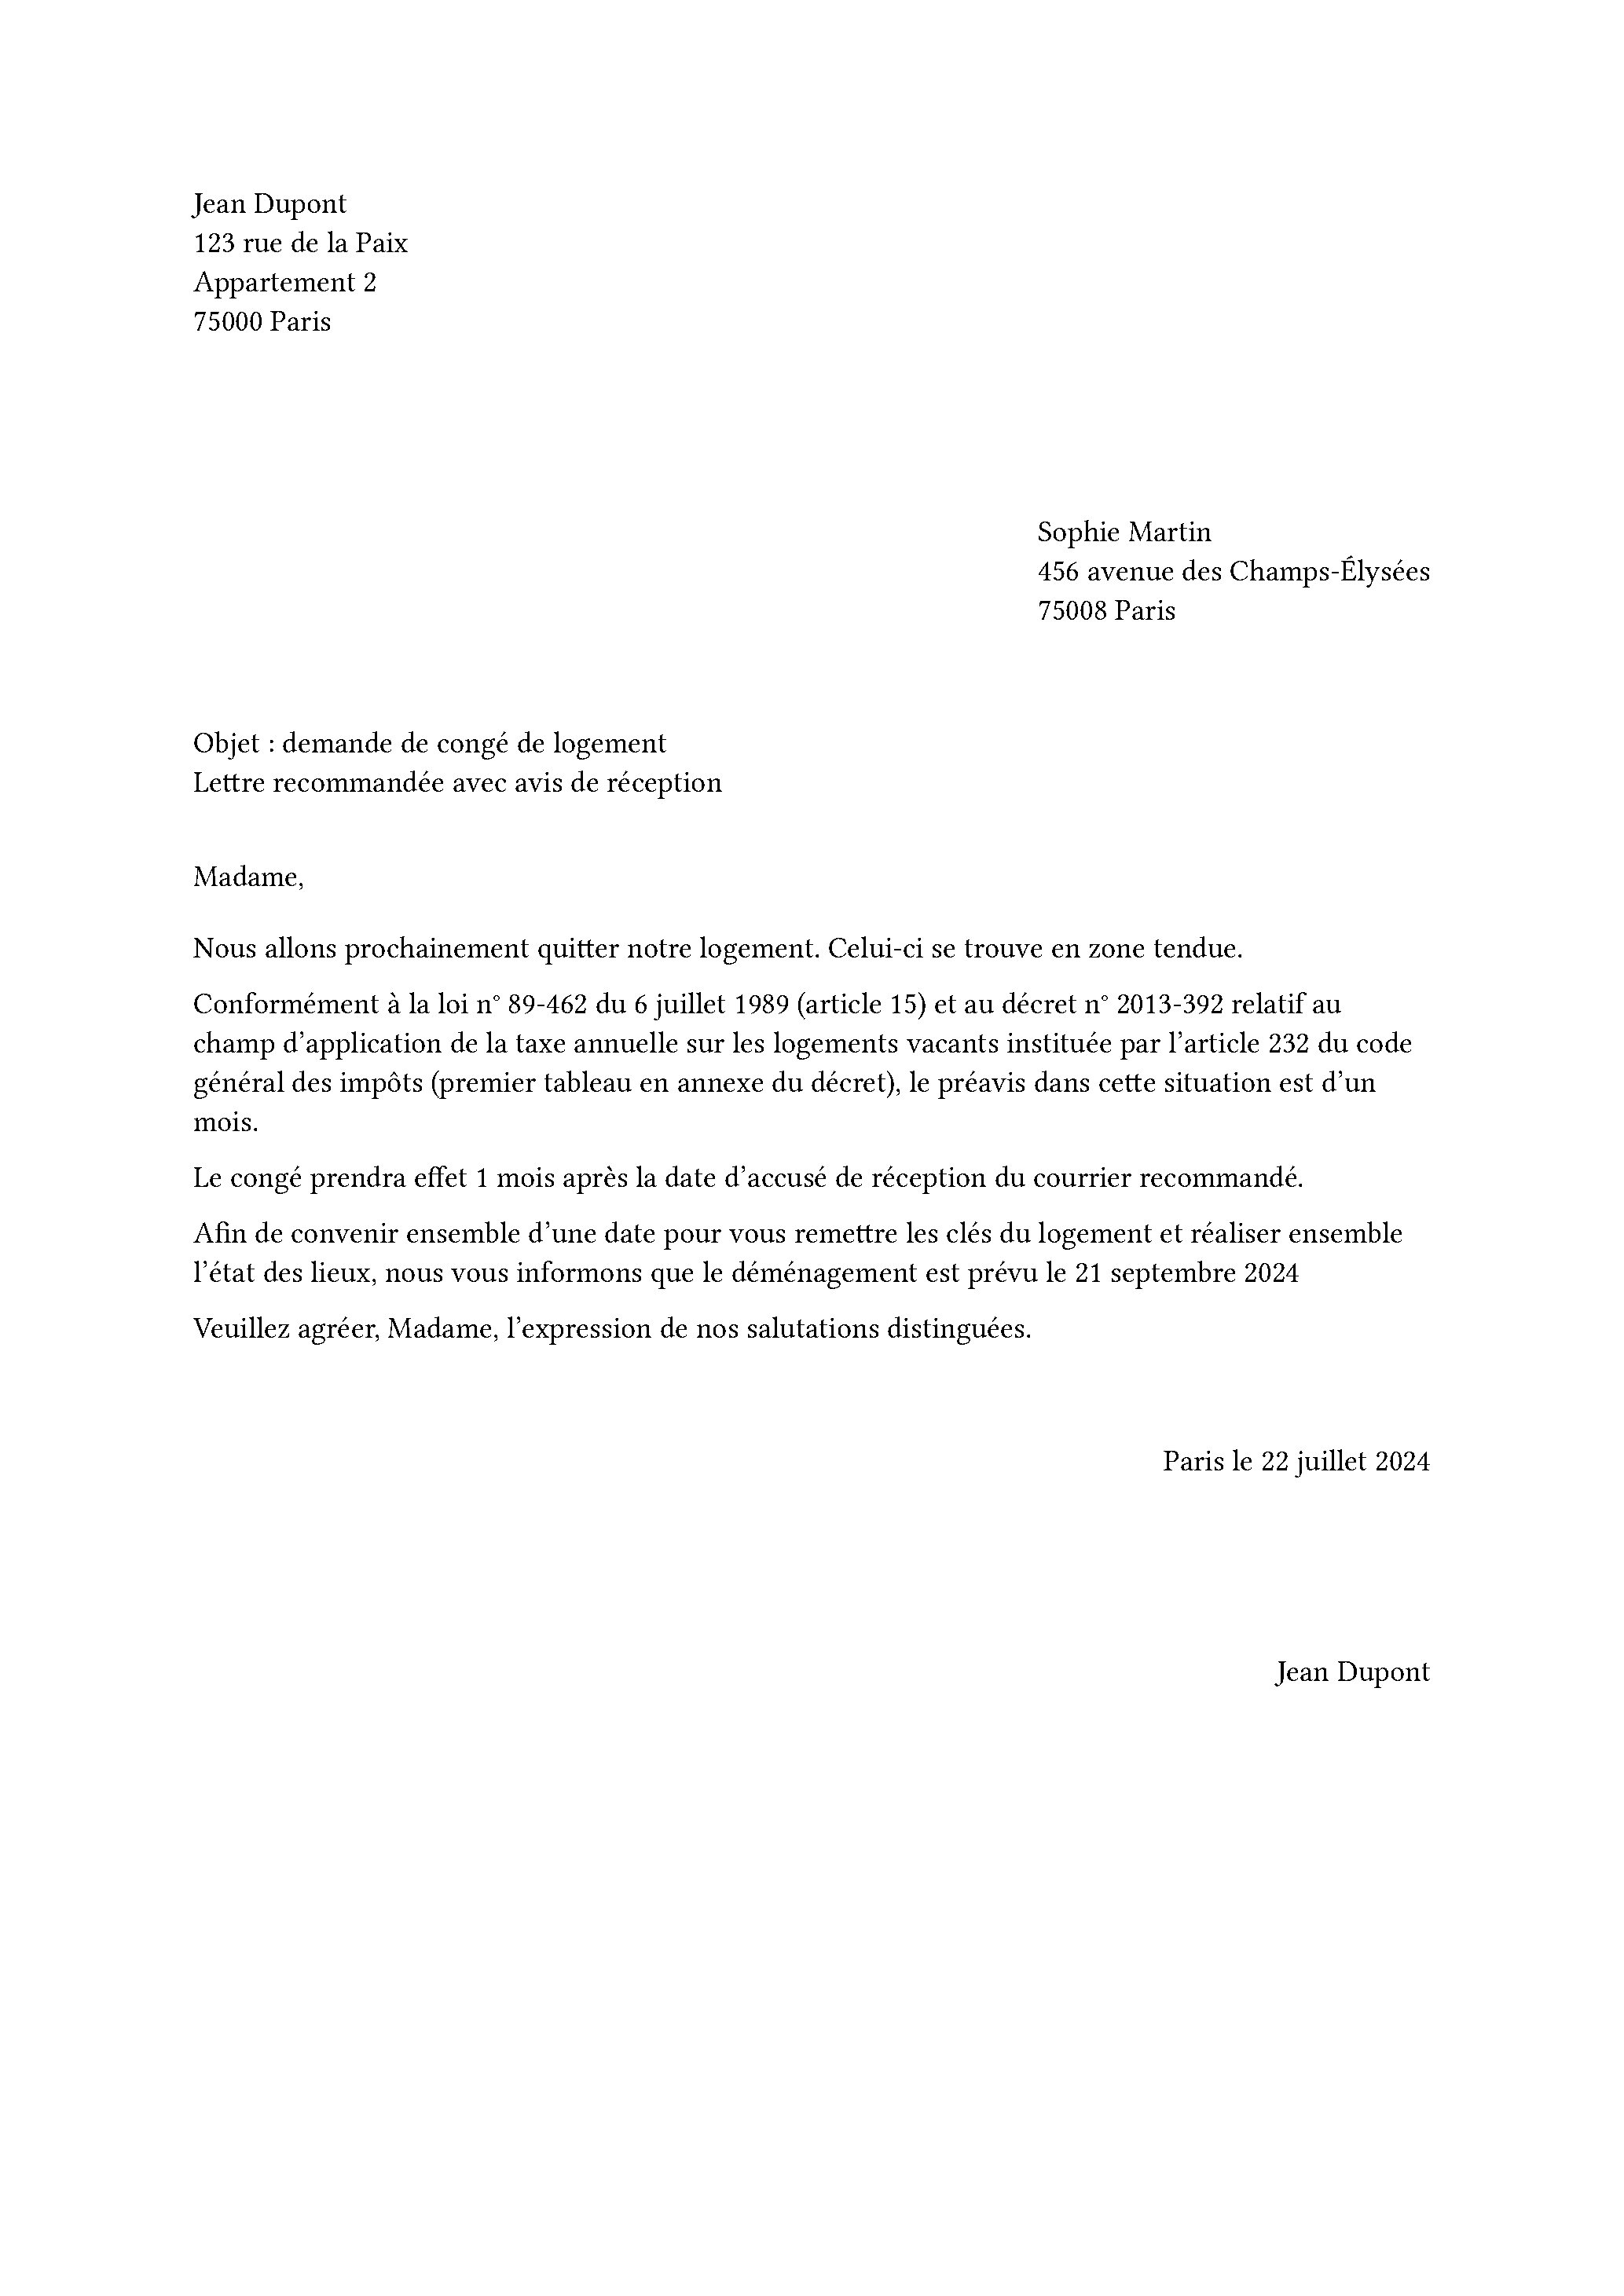 Jean Dupont
123 rue de la Paix
Appartement 2
75000 Paris
Sophie Martin
456 avenue des Champs-Élysées
75008 Paris
Objet : demande de congé de logement
Lettre recommandée avec avis de réception
Madame,
Nous allons prochainement quitter notre logement. Celui-ci se trouve en zone tendue.
Conformément à la loi n° 89-462 du 6 juillet 1989 (article 15) et au décret n° 2013-392 relatif au
champ d’application de la taxe annuelle sur les logements vacants instituée par l’article 232 du code
général des impôts (premier tableau en annexe du décret), le préavis dans cette situation est d’un
mois.
Le congé prendra effet 1 mois après la date d’accusé de réception du courrier recommandé.
Afin de convenir ensemble d’une date pour vous remettre les clés du logement et réaliser ensemble
l’état des lieux, nous vous informons que le déménagement est prévu le 21 septembre 2024
Veuillez agréer, Madame, l’expression de nos salutations distinguées.
Paris le 22 juillet 2024
Jean Dupont